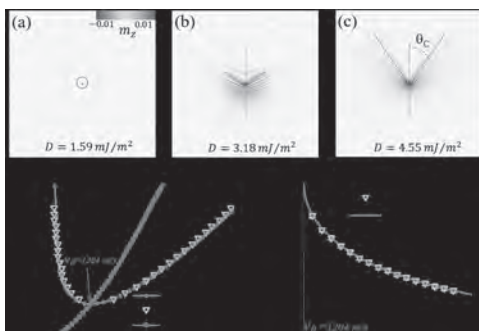 (a)
−0.01 0.01
m_z
D = 1.59 mJ/m²
(b)
D = 3.18 mJ/m²
(c)
θ_C
D = 4.55 mJ/m²